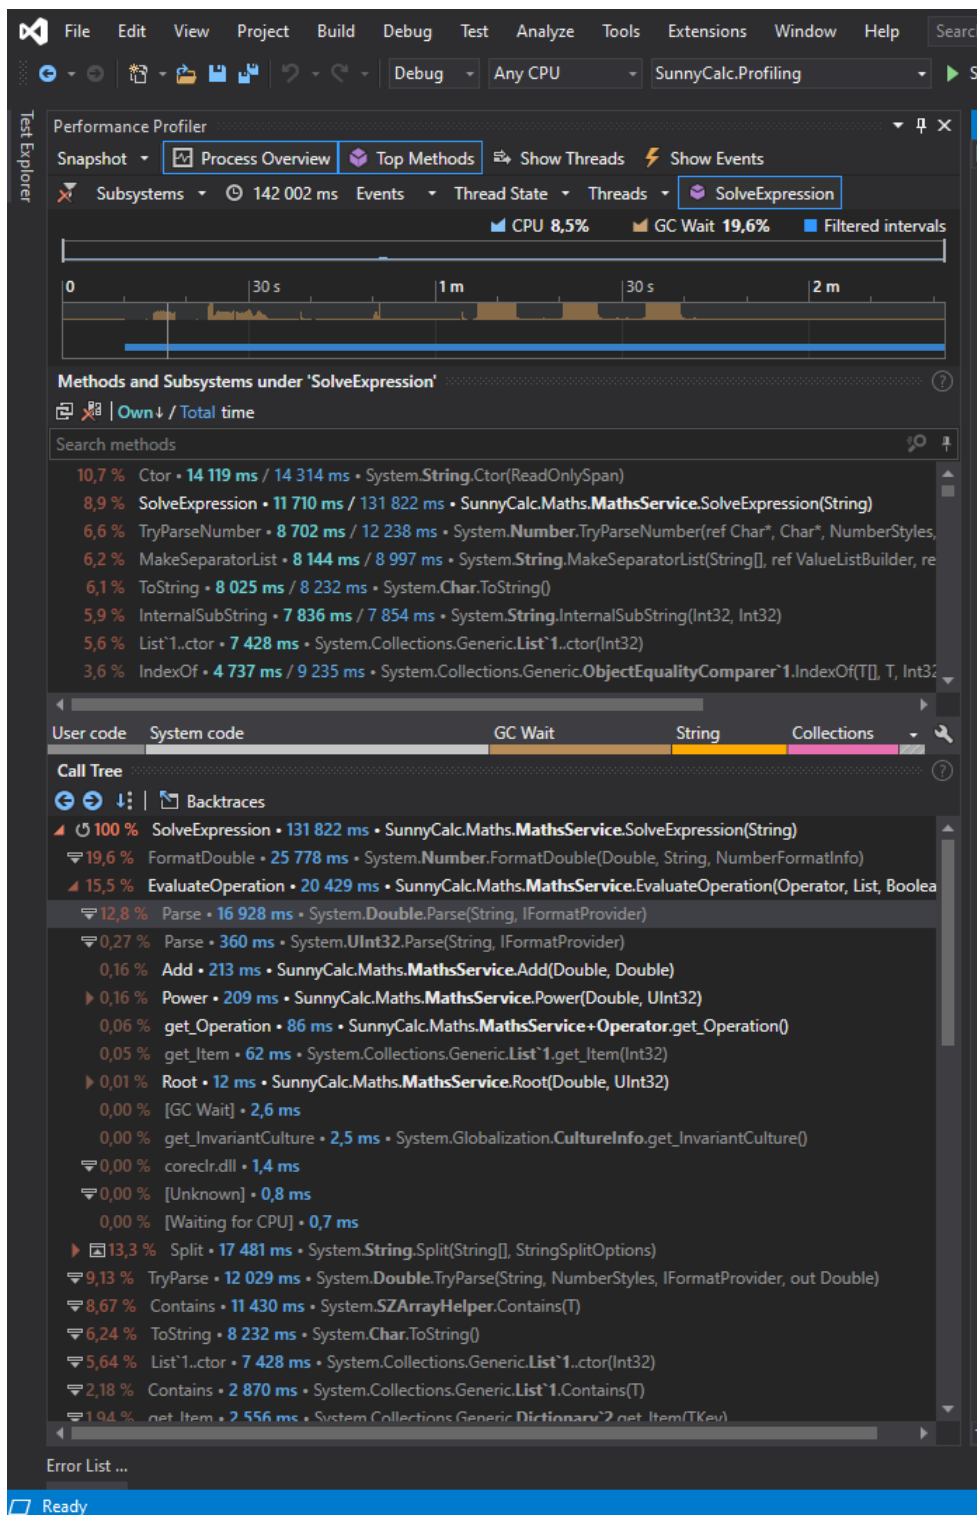 File Edit View Project Build Debug Test Analyze Tools Extensions Window Help
Debug Any CPU SunnyCalc.Profiling
Test Explorer
Performance Profiler
Snapshot Process Overview Top Methods Show Threads Show Events
Subsystems 142 002 ms Events Thread State Threads SolveExpression
CPU 8,5% GC Wait 19,6% Filtered intervals
0 30 s 1 m 30 s 2 m
Methods and Subsystems under 'SolveExpression'
Own↓ / Total time
Search methods
10,7 % Ctor • 14 119 ms / 14 314 ms • System.String.Ctor(ReadOnlySpan)
8,9 % SolveExpression • 11 710 ms / 131 822 ms • SunnyCalc.Maths.MathsService.SolveExpression(String)
6,6 % TryParseNumber • 8 702 ms / 12 238 ms • System.Number.TryParseNumber(ref Char*, Char*, NumberStyles,
6,2 % MakeSeparatorList • 8 144 ms / 8 997 ms • System.String.MakeSeparatorList(String[], ref ValueListBuilder, re
6,1 % ToString • 8 025 ms / 8 232 ms • System.Char.ToString()
5,9 % InternalSubString • 7 836 ms / 7 854 ms • System.String.InternalSubString(Int32, Int32)
5,6 % List`1..ctor • 7 428 ms • System.Collections.Generic.List`1..ctor(Int32)
3,6 % IndexOf • 4 737 ms / 9 235 ms • System.Collections.Generic.ObjectEqualityComparer`1.IndexOf(T[], T, Int32
User code System code GC Wait String Collections
Call Tree
Backtraces
100 % SolveExpression • 131 822 ms • SunnyCalc.Maths.MathsService.SolveExpression(String)
19,6 % FormatDouble • 25 778 ms • System.Number.FormatDouble(Double, String, NumberFormatInfo)
15,5 % EvaluateOperation • 20 429 ms • SunnyCalc.Maths.MathsService.EvaluateOperation(Operator, List, Boolea
12,8 % Parse • 16 928 ms • System.Double.Parse(String, IFormatProvider)
0,27 % Parse • 360 ms • System.UInt32.Parse(String, IFormatProvider)
0,16 % Add • 213 ms • SunnyCalc.Maths.MathsService.Add(Double, Double)
0,16 % Power • 209 ms • SunnyCalc.Maths.MathsService.Power(Double, UInt32)
0,06 % get_Operation • 86 ms • SunnyCalc.Maths.MathsService+Operator.get_Operation()
0,05 % get_Item • 62 ms • System.Collections.Generic.List`1.get_Item(Int32)
0,01 % Root • 12 ms • SunnyCalc.Maths.MathsService.Root(Double, UInt32)
0,00 % [GC Wait] • 2,6 ms
0,00 % get_InvariantCulture • 2,5 ms • System.Globalization.CultureInfo.get_InvariantCulture()
0,00 % coreclr.dll • 1,4 ms
0,00 % [Unknown] • 0,8 ms
0,00 % [Waiting for CPU] • 0,7 ms
13,3 % Split • 17 481 ms • System.String.Split(String[], StringSplitOptions)
9,13 % TryParse • 12 029 ms • System.Double.TryParse(String, NumberStyles, IFormatProvider, out Double)
8,67 % Contains • 11 430 ms • System.SZArrayHelper.Contains(T)
6,24 % ToString • 8 232 ms • System.Char.ToString()
5,64 % List`1..ctor • 7 428 ms • System.Collections.Generic.List`1..ctor(Int32)
2,18 % Contains • 2 870 ms • System.Collections.Generic.List`1.Contains(T)
1,94 % get_Item • 2 556 ms • System.Collections.Generic.Dictionary`2.get_Item(TKey)
Error List ...
Ready